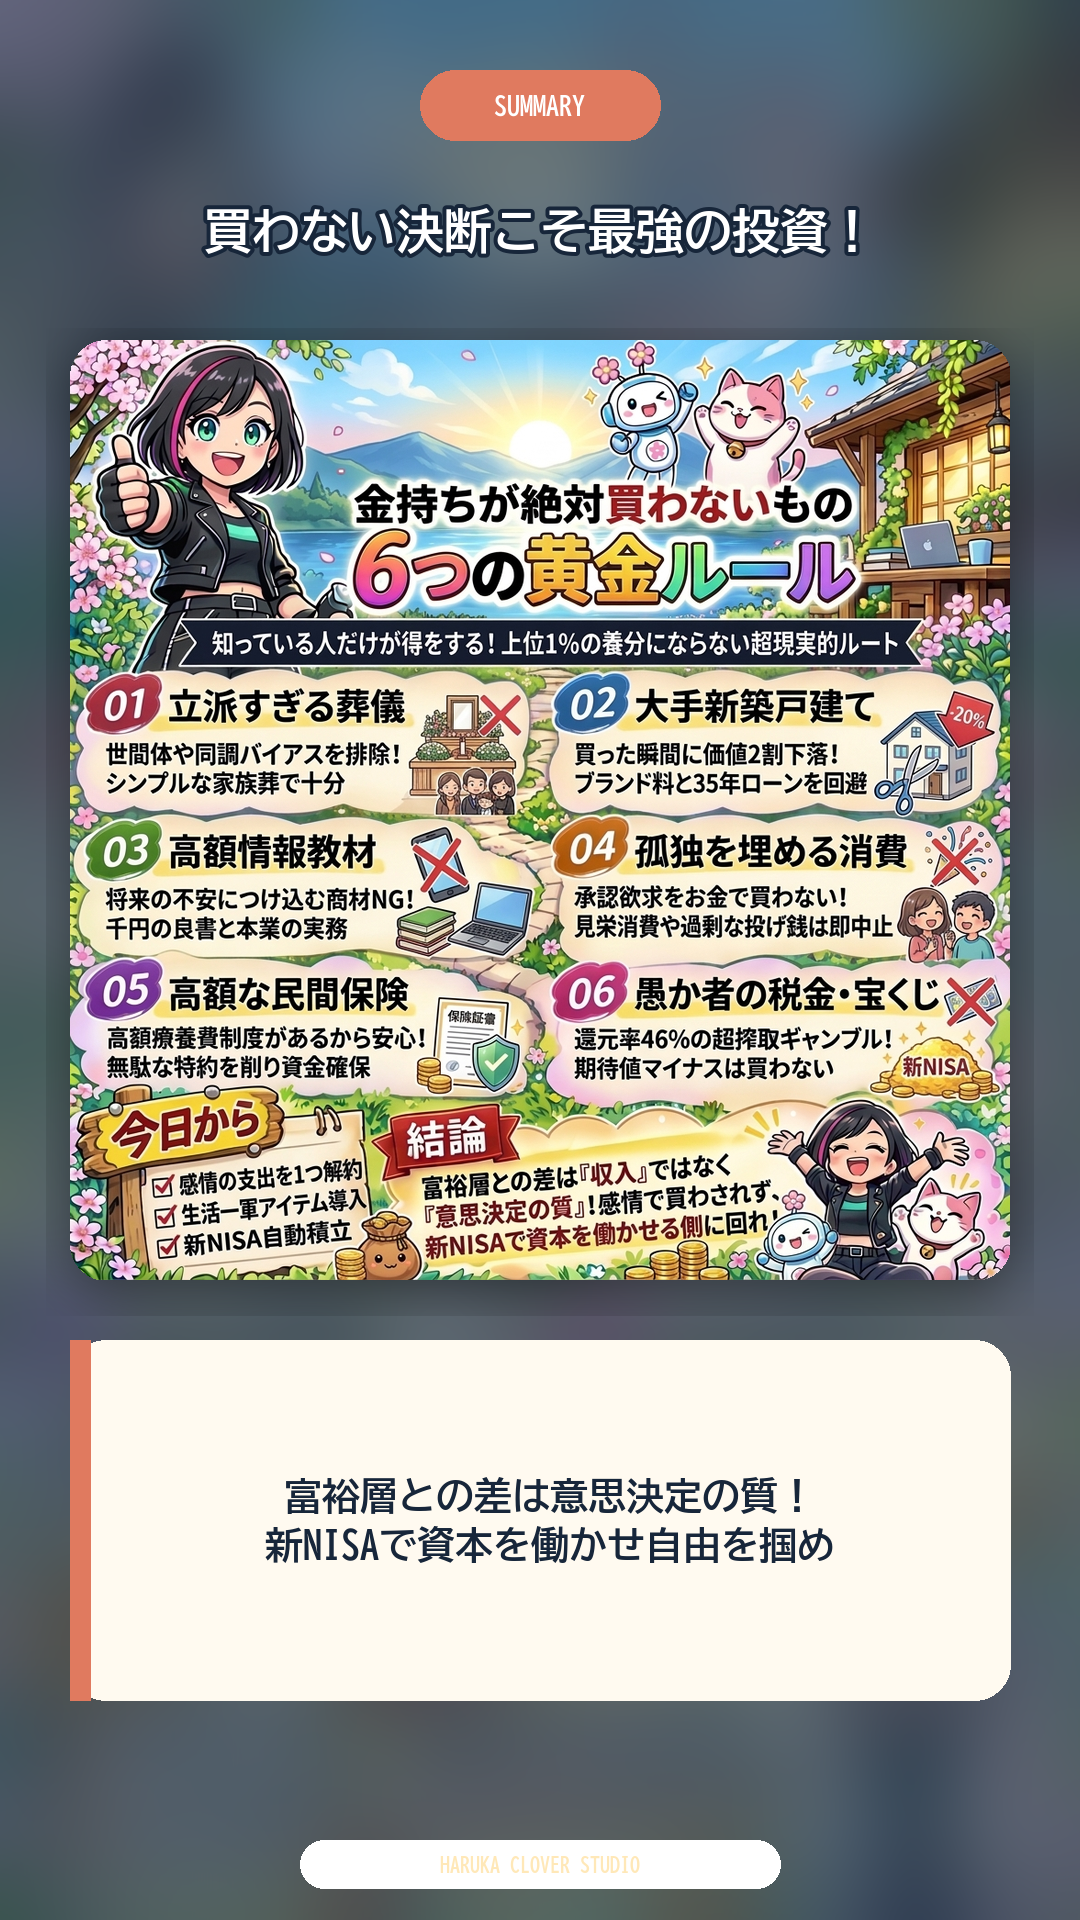 SUMMARY
買わない決断こそ最強の投資！
金持ちが絶対買わないもの
6つの黄金ルール
知っている人だけが得をする！上位1%の養分にならない超現実的ルート
01 立派すぎる葬儀
世間体や同調バイアスを排除！
シンプルな家族葬で十分
02 大手新築戸建て
-20%
買った瞬間に価値2割下落！
ブランド料と35年ローンを回避
03 高額情報教材
将来の不安につけ込む商材NG！
千円の良書と本業の実務
04 孤独を埋める消費
承認欲求をお金で買わない！
見栄消費や過剰な投げ銭は即中止
05 高額な民間保険
高額療養費制度があるから安心！
無駄な特約を削り資金確保
保険証書
06 愚か者の税金・宝くじ
還元率46%の超搾取ギャンブル！
期待値マイナスは買わない
新NISA
今日から
感情の支出を1つ解約
生活一軍アイテム導入
新NISA自動積立
結論
富裕層との差は『収入』ではなく
『意思決定の質』！感情で買わされず、
新NISAで資本を働かせる側に回れ！
富裕層との差は意思決定の質！
新NISAで資本を働かせ自由を掴め
HARUKA CLOVER STUDIO